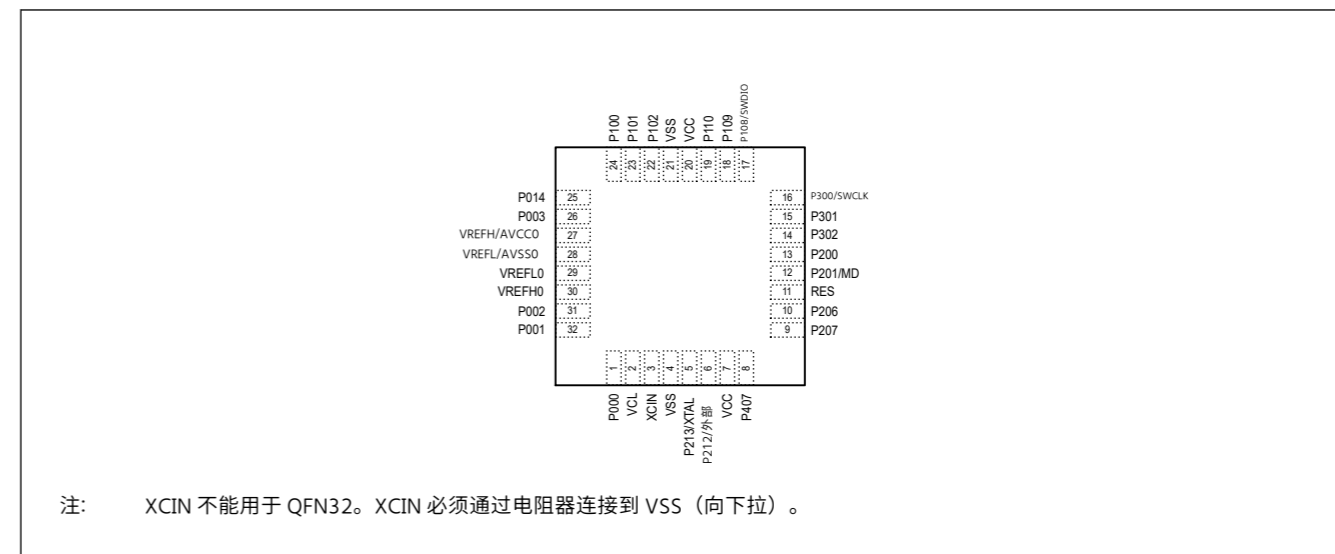 P100
P101
P102
VSS
VCC
P110
P109
P108/SWDIO
24
23
22
21
20
19
18
17
P014 25
P003 26
VREFH/AVCC0 27
VREFL/AVSS0 28
VREFL0 29
VREFH0 30
P002 31
P001 32
16 P300/SWCLK
15 P301
14 P302
13 P200
12 P201/MD
11 RES
10 P206
9 P207
1
2
3
4
5
6
7
8
P000
VCL
XCIN
VSS
P213/XTAL
P212/外部
VCC
P407
注: XCIN 不能用于 QFN32。XCIN 必须通过电阻器连接到 VSS（向下拉）。